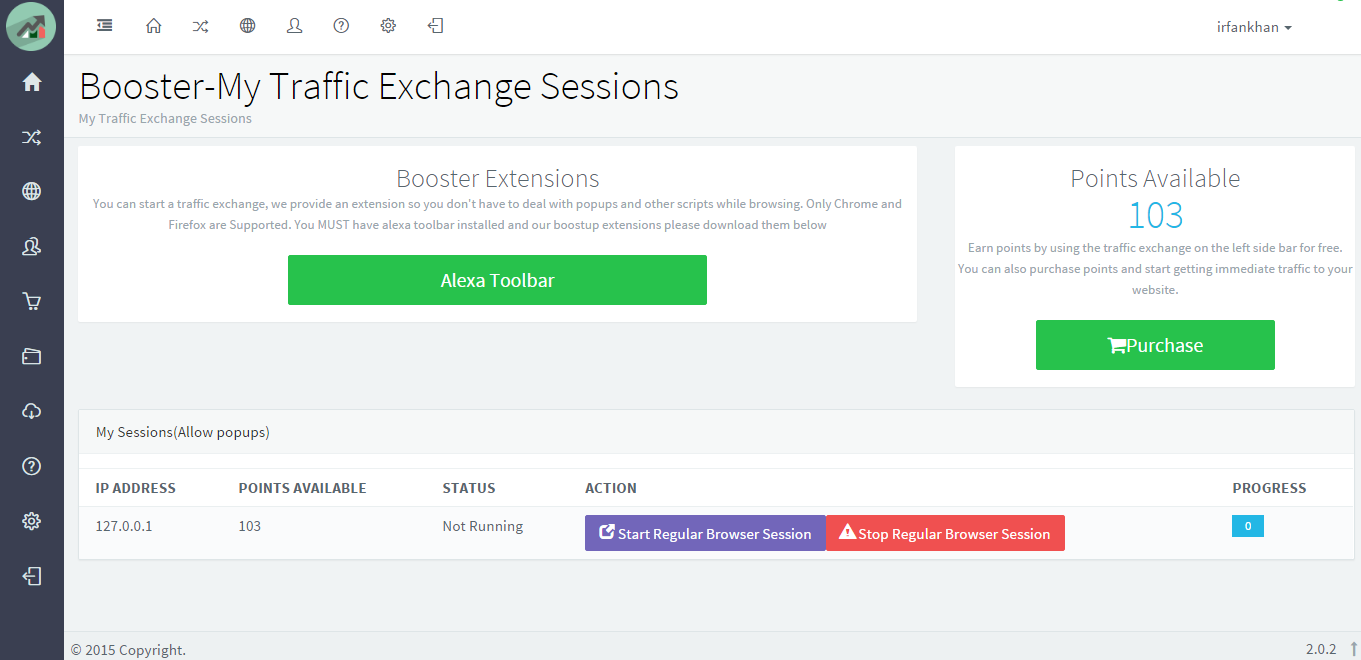 irfankhan
Booster-My Traffic Exchange Sessions
My Traffic Exchange Sessions
Booster Extensions
You can start a traffic exchange, we provide an extension so you don't have to deal with popups and other scripts while browsing. Only Chrome and
Firefox are Supported. You MUST have alexa toolbar installed and our boostup extensions please download them below
Alexa Toolbar
Points Available
103
Earn points by using the traffic exchange on the left side bar for free.
You can also purchase points and start getting immediate traffic to your
website.
Purchase
My Sessions(Allow popups)
IP ADDRESS POINTS AVAILABLE STATUS ACTION PROGRESS
127.0.0.1 103 Not Running Start Regular Browser Session Stop Regular Browser Session 0
© 2015 Copyright. 2.0.2